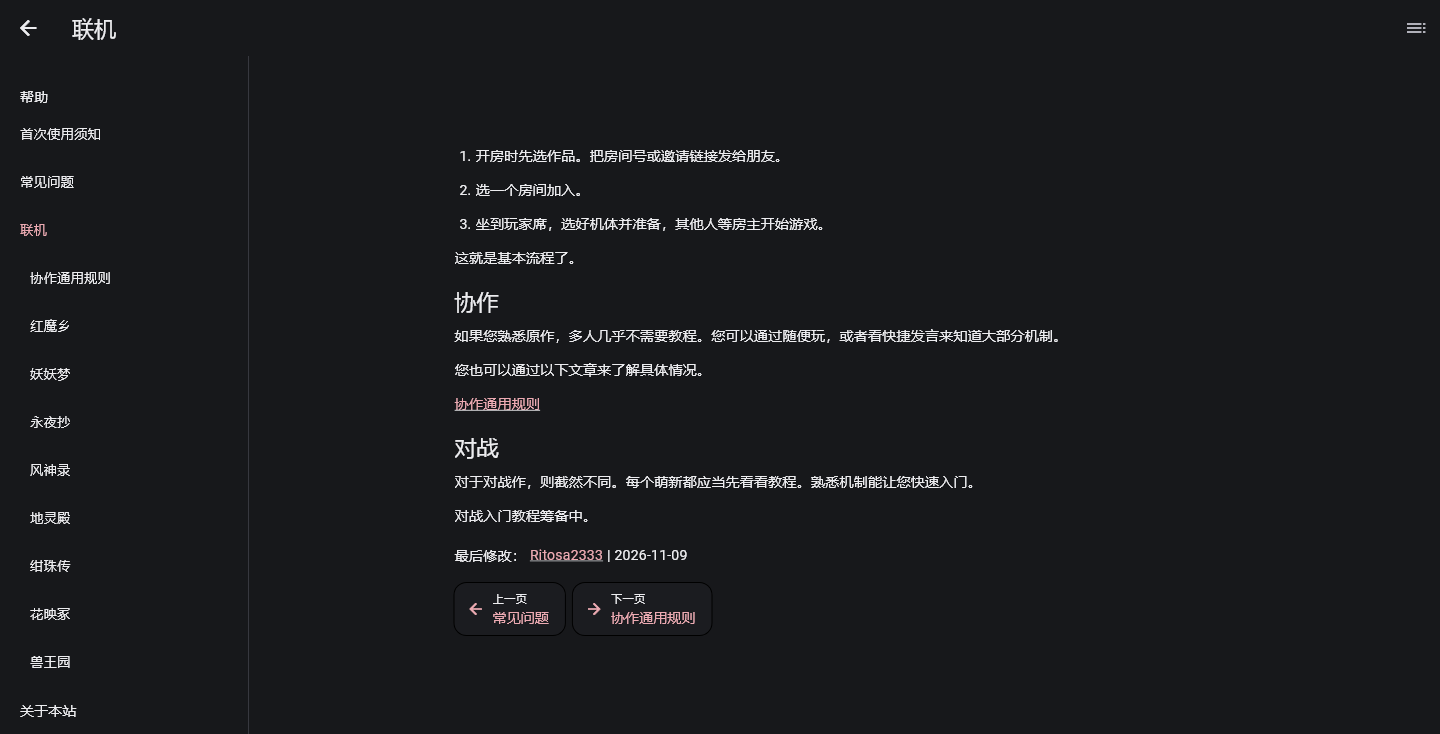 联机
帮助
首次使用须知
常见问题
联机
协作通用规则
红魔乡
妖妖梦
永夜抄
风神录
地灵殿
绀珠传
花映冢
兽王园
关于本站
1. 开房时先选作品。把房间号或邀请链接发给朋友。
2. 选一个房间加入。
3. 坐到玩家席，选好机体并准备，其他人等房主开始游戏。
这就是基本流程了。
协作
如果您熟悉原作，多人几乎不需要教程。您可以通过随便玩，或者看快捷发言来知道大部分机制。
您也可以通过以下文章来了解具体情况。
协作通用规则
对战
对于对战作，则截然不同。每个萌新都应当先看看教程。熟悉机制能让您快速入门。
对战入门教程筹备中。
最后修改： Ritosa2333 | 2026-11-09
上一页
常见问题
下一页
协作通用规则